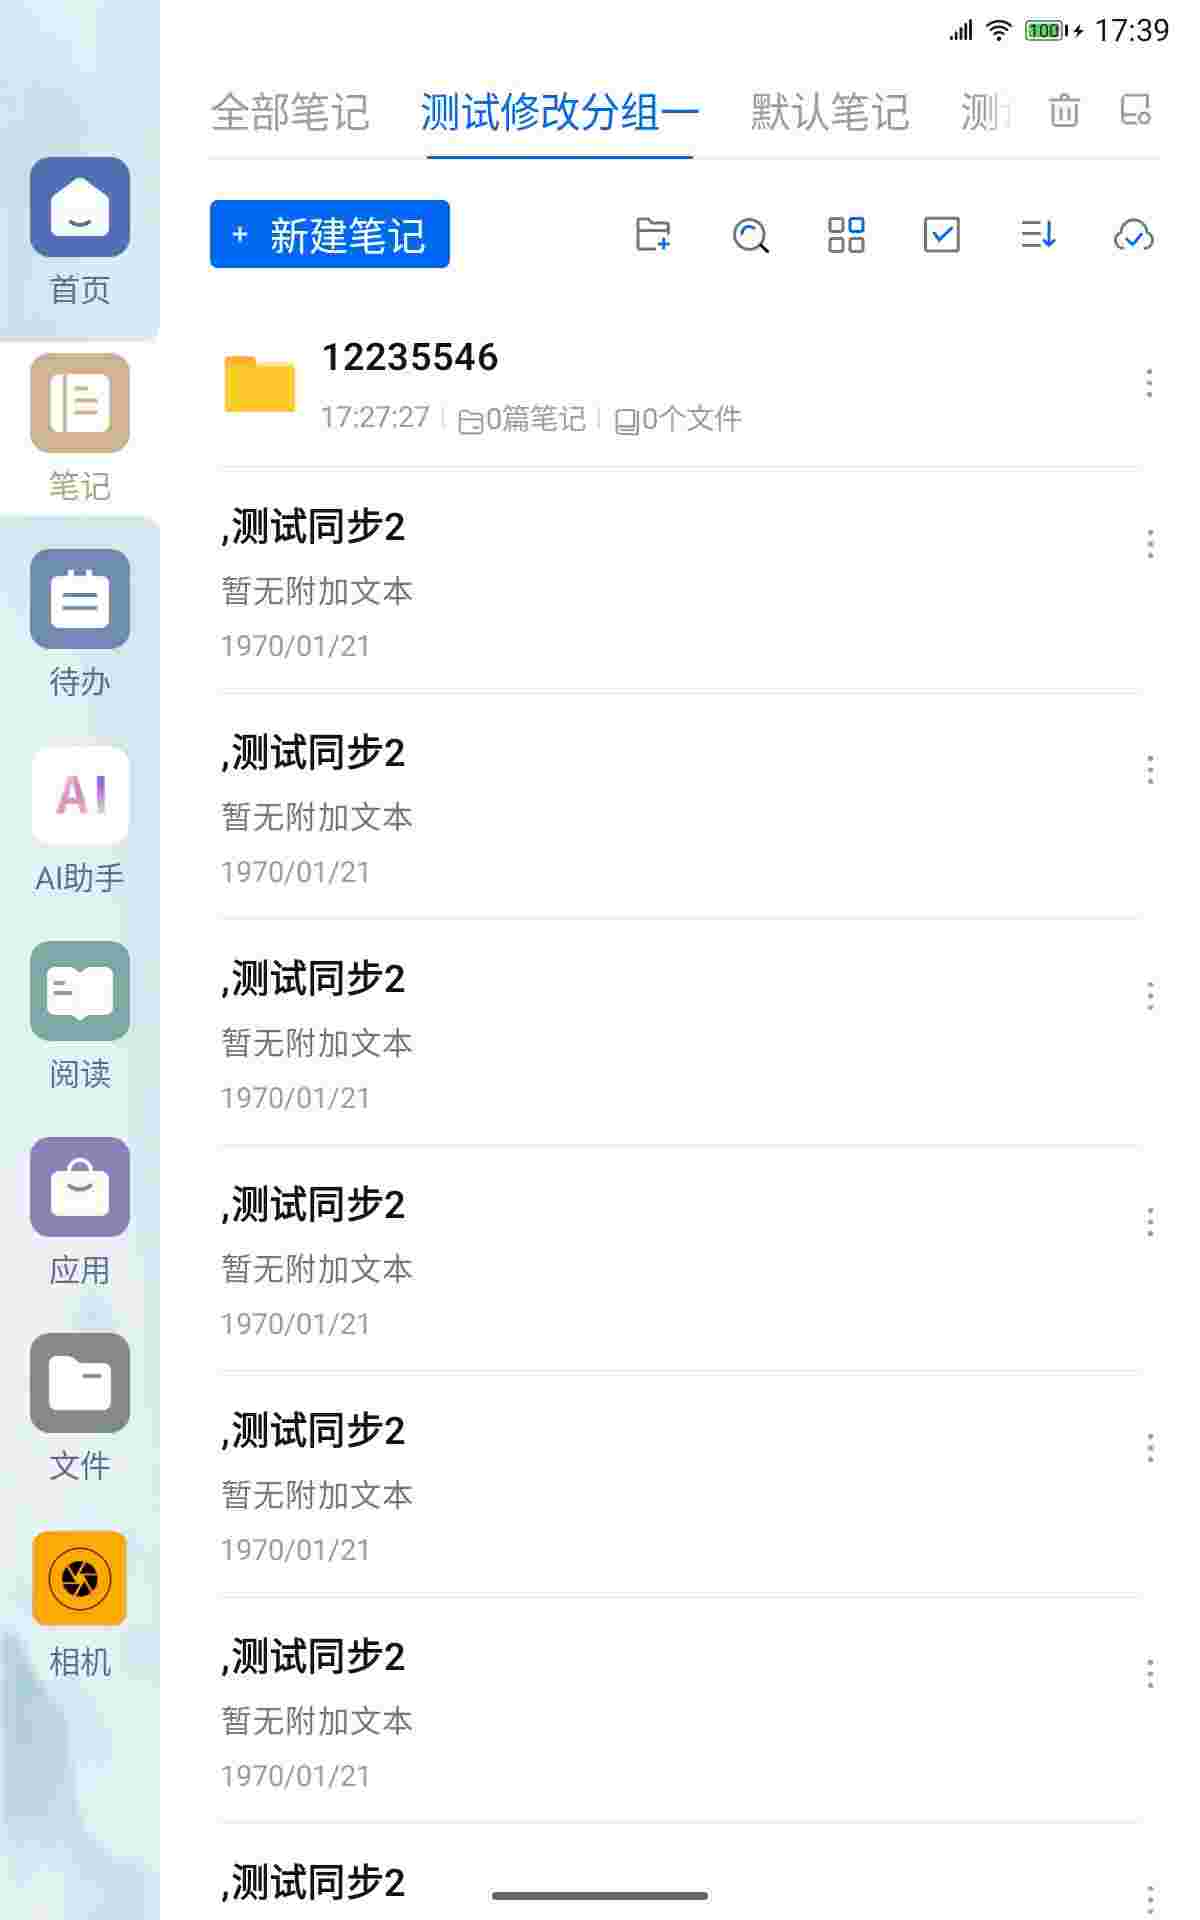 100 17:39
全部笔记 测试修改分组一 默认笔记 测
+ 新建笔记
首页
12235546
17:27:27 0篇笔记 0个文件
笔记
,测试同步2
暂无附加文本
1970/01/21
待办
,测试同步2
暂无附加文本
1970/01/21
AI
AI助手
,测试同步2
暂无附加文本
1970/01/21
阅读
,测试同步2
暂无附加文本
1970/01/21
应用
,测试同步2
暂无附加文本
1970/01/21
文件
,测试同步2
暂无附加文本
1970/01/21
相机
,测试同步2